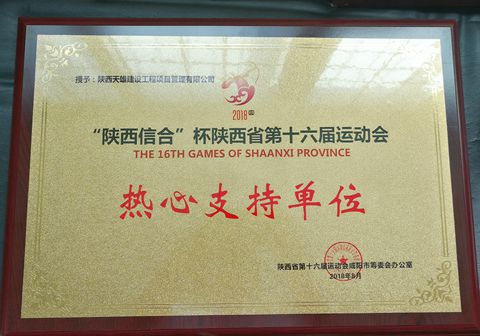 授予：陕西天雄建设工程项目管理有限公司
2018
“陕西信合”杯陕西省第十六届运动会
THE 16TH GAMES OF SHAANXI PROVINCE
热心支持单位
陕西省第十六届运动会咸阳市筹委会办公室
2018年8月